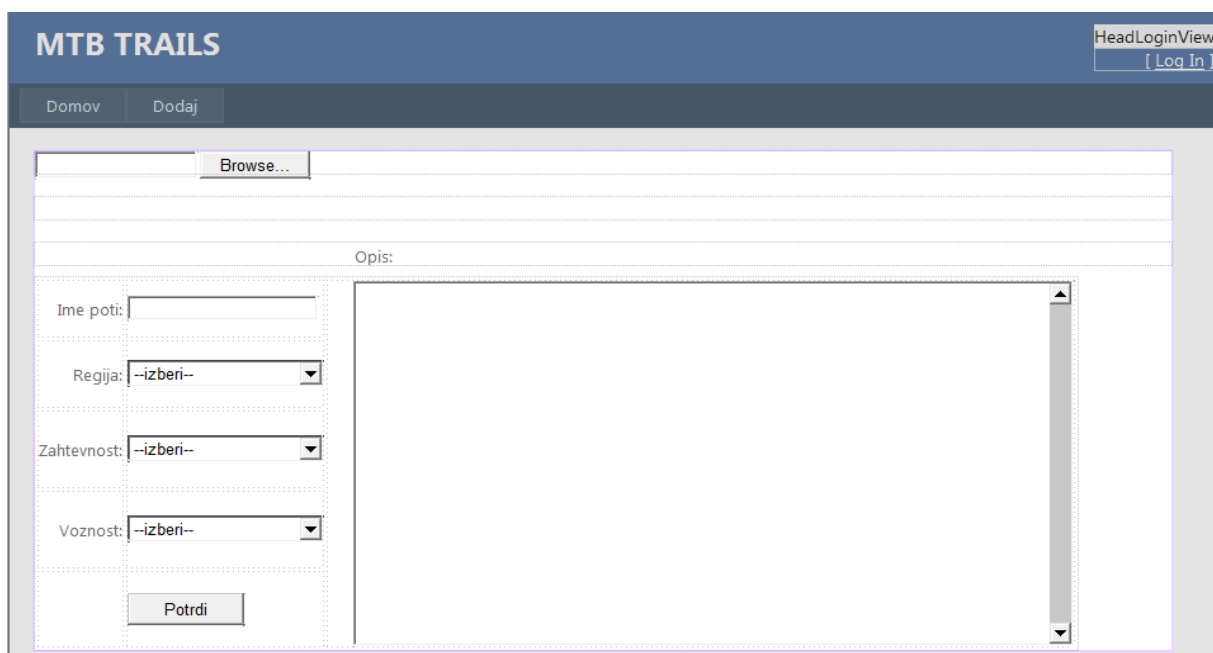 MTB TRAILS
HeadLoginView
[ Log In ]
Domov Dodaj
Browse...
Opis:
Ime poti:
Regija: --izberi--
Zahtevnost: --izberi--
Voznost: --izberi--
Potrdi